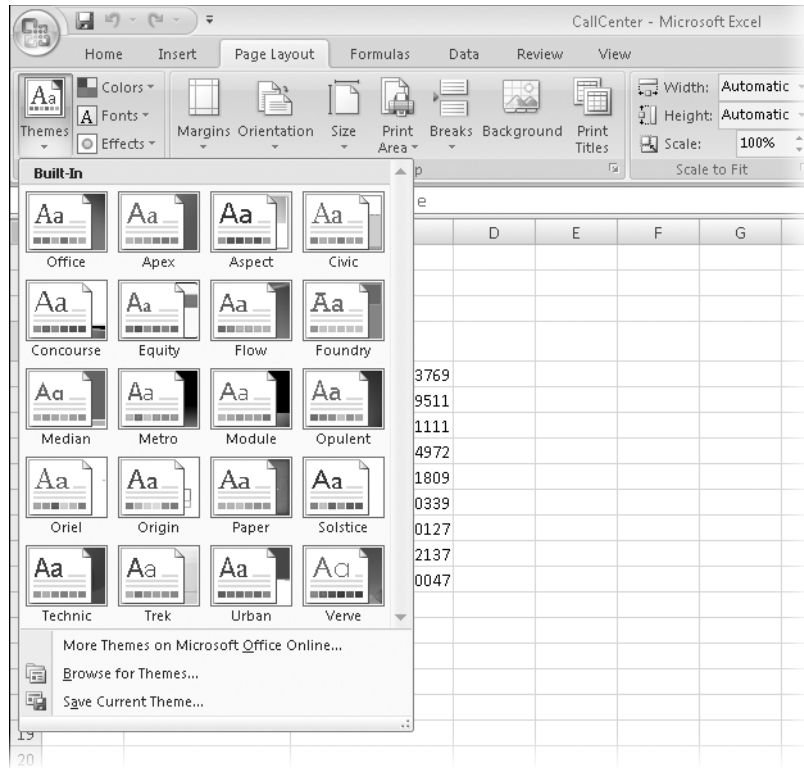 CallCenter - Microsoft Excel
Home Insert Page Layout Formulas Data Review View
Themes
Colors
Fonts
Effects
Margins Orientation Size Print Area Breaks Background Print Titles
Width: Automatic
Height: Automatic
Scale: 100%
p
Scale to Fit
Built-In
e
D E F G
Aa Aa Aa Aa
Office Apex Aspect Civic
Aa Aa Aa Aa
Concourse Equity Flow Foundry
Aa Aa Aa Aa
Median Metro Module Opulent
Aa Aa Aa Aa
Oriel Origin Paper Solstice
Aa Aa Aa Aa
Technic Trek Urban Verve
3769
9511
1111
4972
1809
0339
0127
2137
0047
More Themes on Microsoft Office Online...
Browse for Themes...
Save Current Theme...
19
20